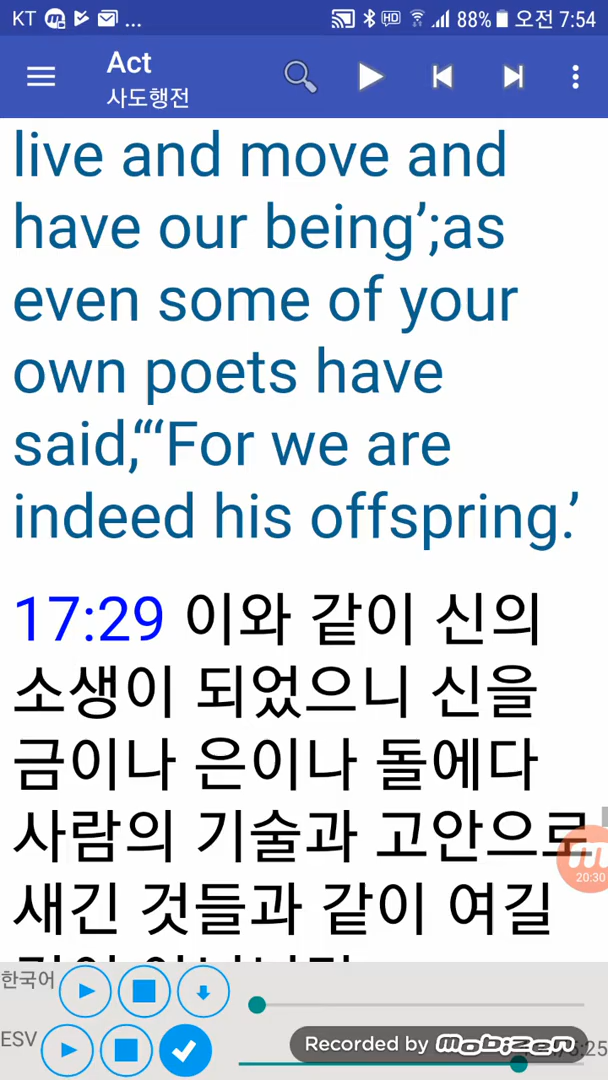 KT ... HD 88% 오전 7:54
Act
사도행전
live and move and
have our being’;as
even some of your
own poets have
said,“‘For we are
indeed his offspring.’
17:29 이와 같이 신의
소생이 되었으니 신을
금이나 은이나 돌에다
사람의 기술과 고안으로
새긴 것들과 같이 여길
20:30
한국어
ESV
Recorded by mobizen